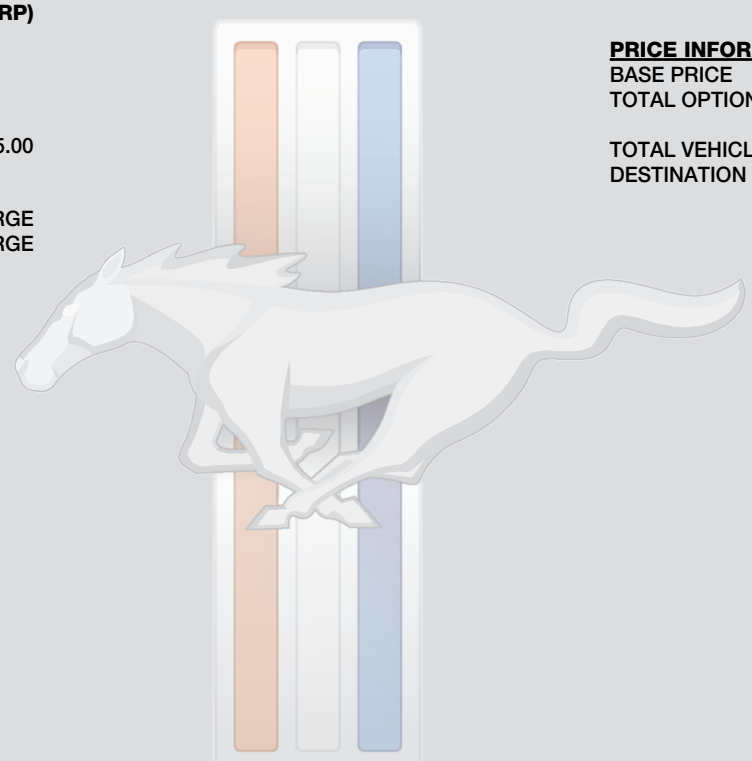 RP)
5.00
RGE
RGE
PRICE INFOR
BASE PRICE
TOTAL OPTION
TOTAL VEHICL
DESTINATION